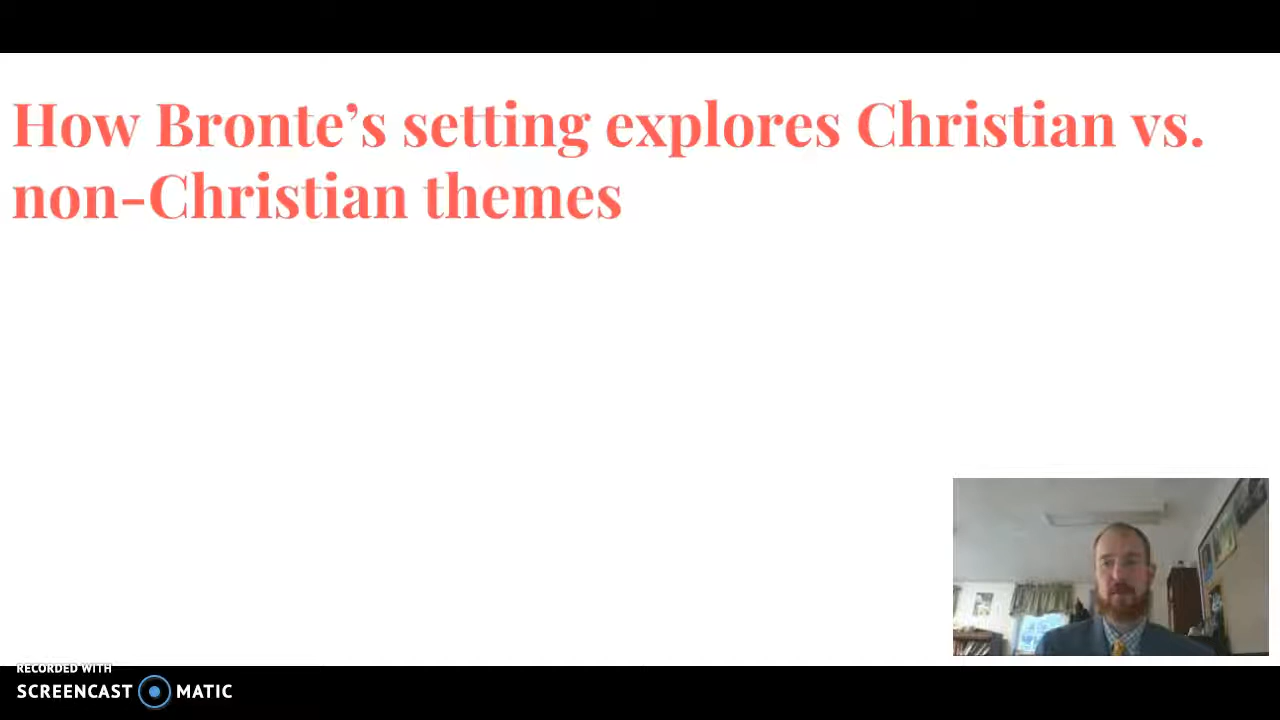 How Bronte’s setting explores Christian vs.
non-Christian themes
RECORDED WITH
SCREENCAST MATIC